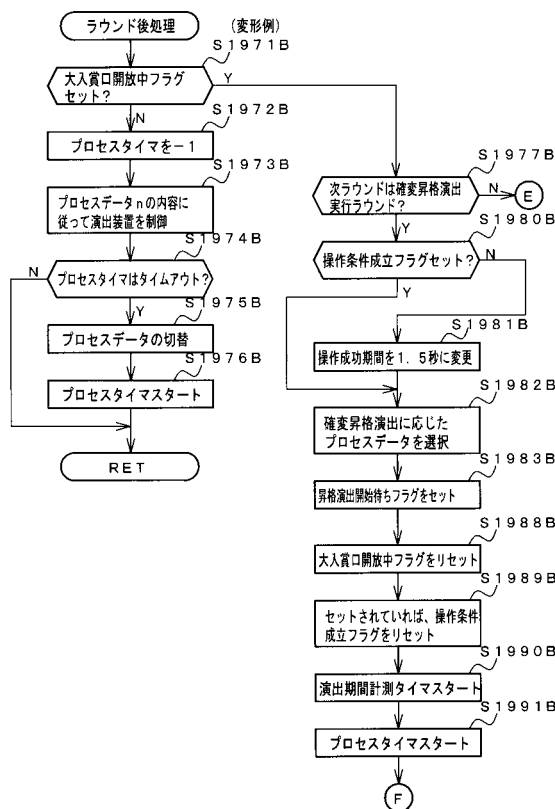 ラウンド後処理
(変形例)
S1971B
大入賞口開放中フラグ
セット?
Y
N
S1972B
プロセスタイマを-1
S1973B
プロセスデータnの内容に
従って演出装置を制御
S1974B
N
プロセスタイマはタイムアウト?
Y
S1975B
プロセスデータの切替
S1976B
プロセスタイマスタート
RET
S1977B
次ラウンドは確変昇格演出
実行ラウンド?
N
E
Y
S1980B
操作条件成立フラグセット?
N
Y
S1981B
操作成功期間を1.5秒に変更
S1982B
確変昇格演出に応じた
プロセスデータを選択
S1983B
昇格演出開始待ちフラグをセット
S1988B
大入賞口開放中フラグをリセット
S1989B
セットされていれば、操作条件
成立フラグをリセット
S1990B
演出期間計測タイマスタート
S1991B
プロセスタイマスタート
F